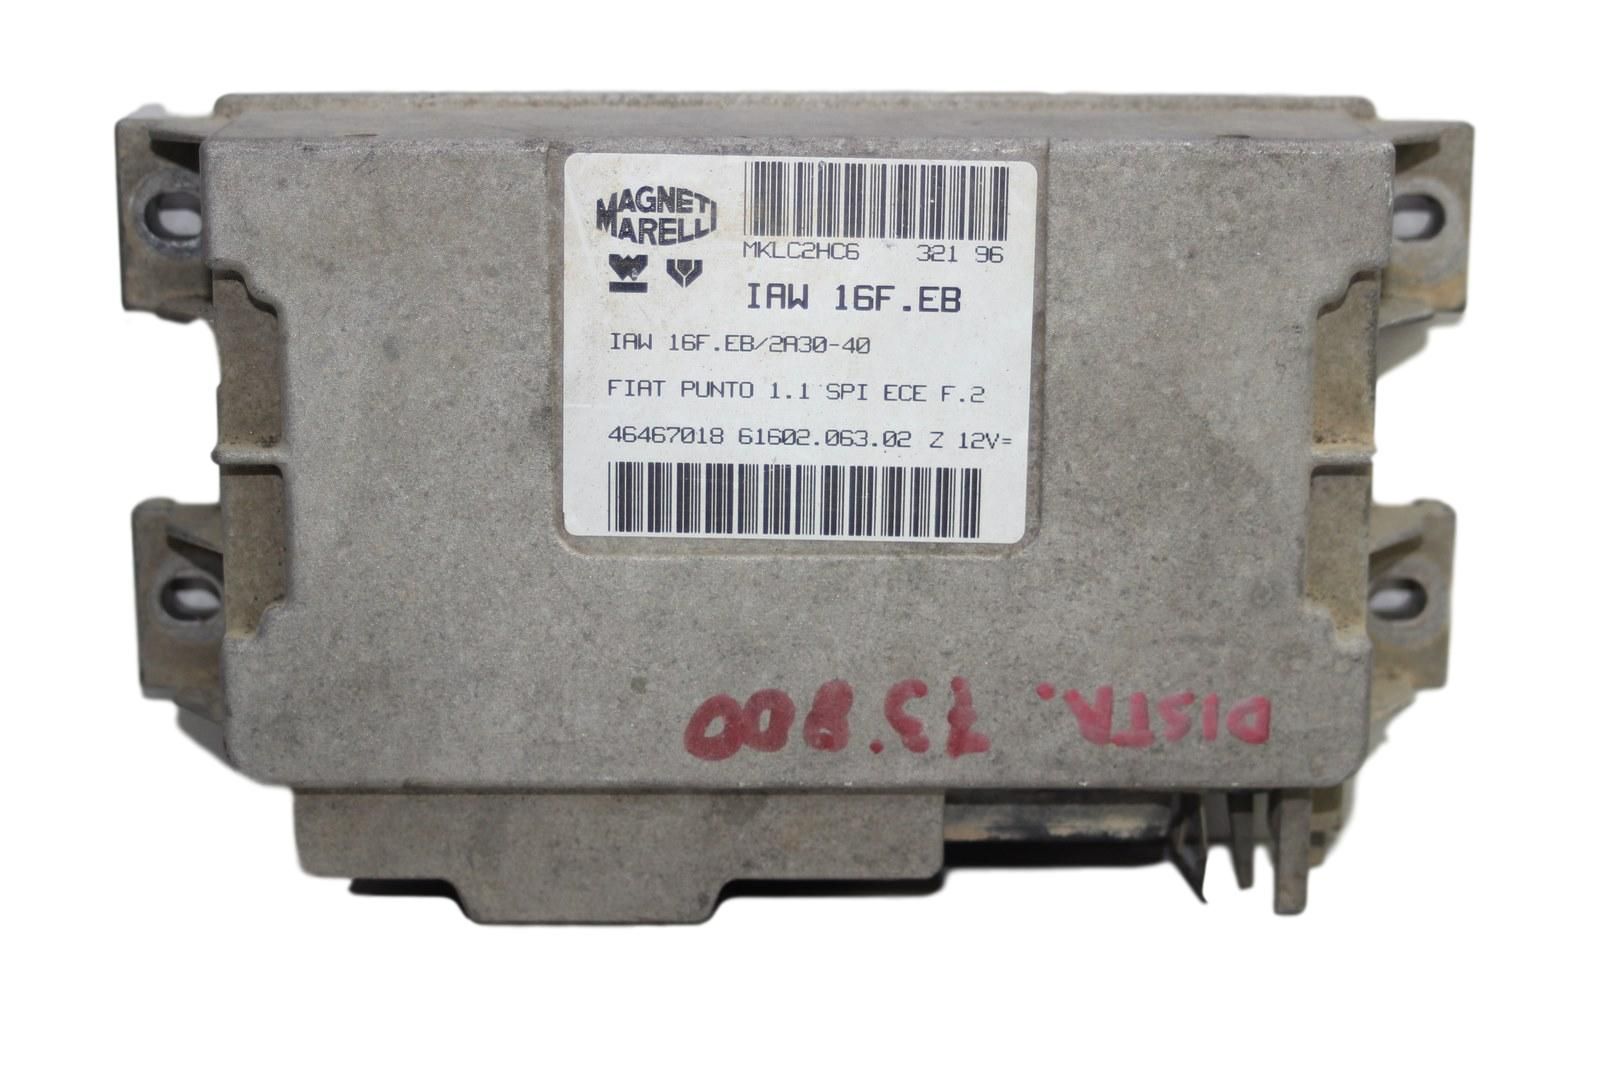 MAGNETI
MARELLI
MKLC2HC6 321 96
IAW 16F.EB
IAW 16F.EB/2A30-40
FIAT PUNTO 1.1 SPI ECE F.2
46467018 61602.063.02 Z 12V=
DISTR. 73.800